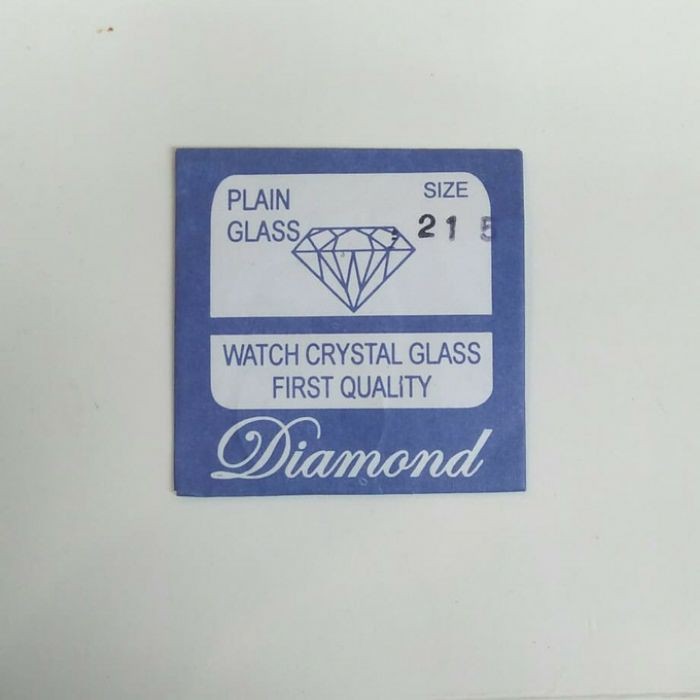 PLAIN
GLASS
SIZE
21 5
WATCH CRYSTAL GLASS
FIRST QUALITY
Diamond